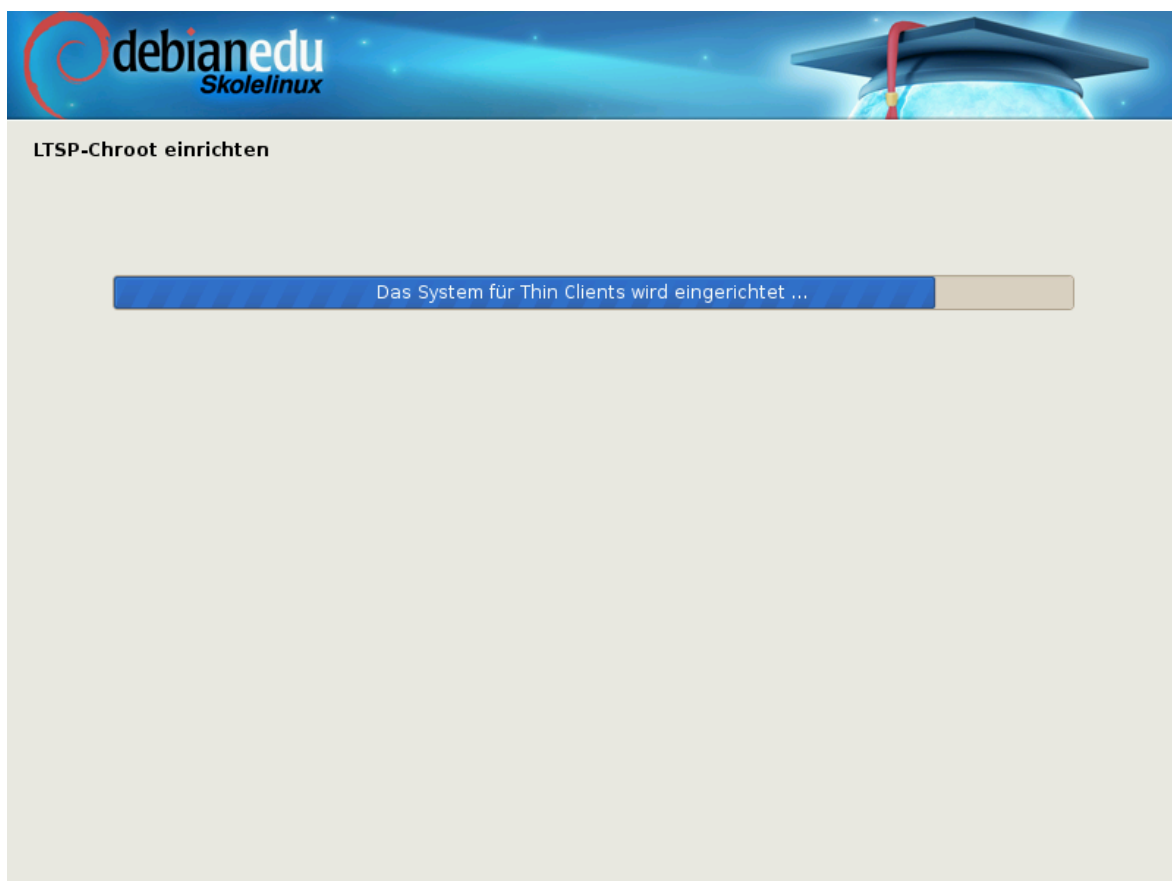 debianedu
Skolelinux
LTSP-Chroot einrichten
Das System für Thin Clients wird eingerichtet ...